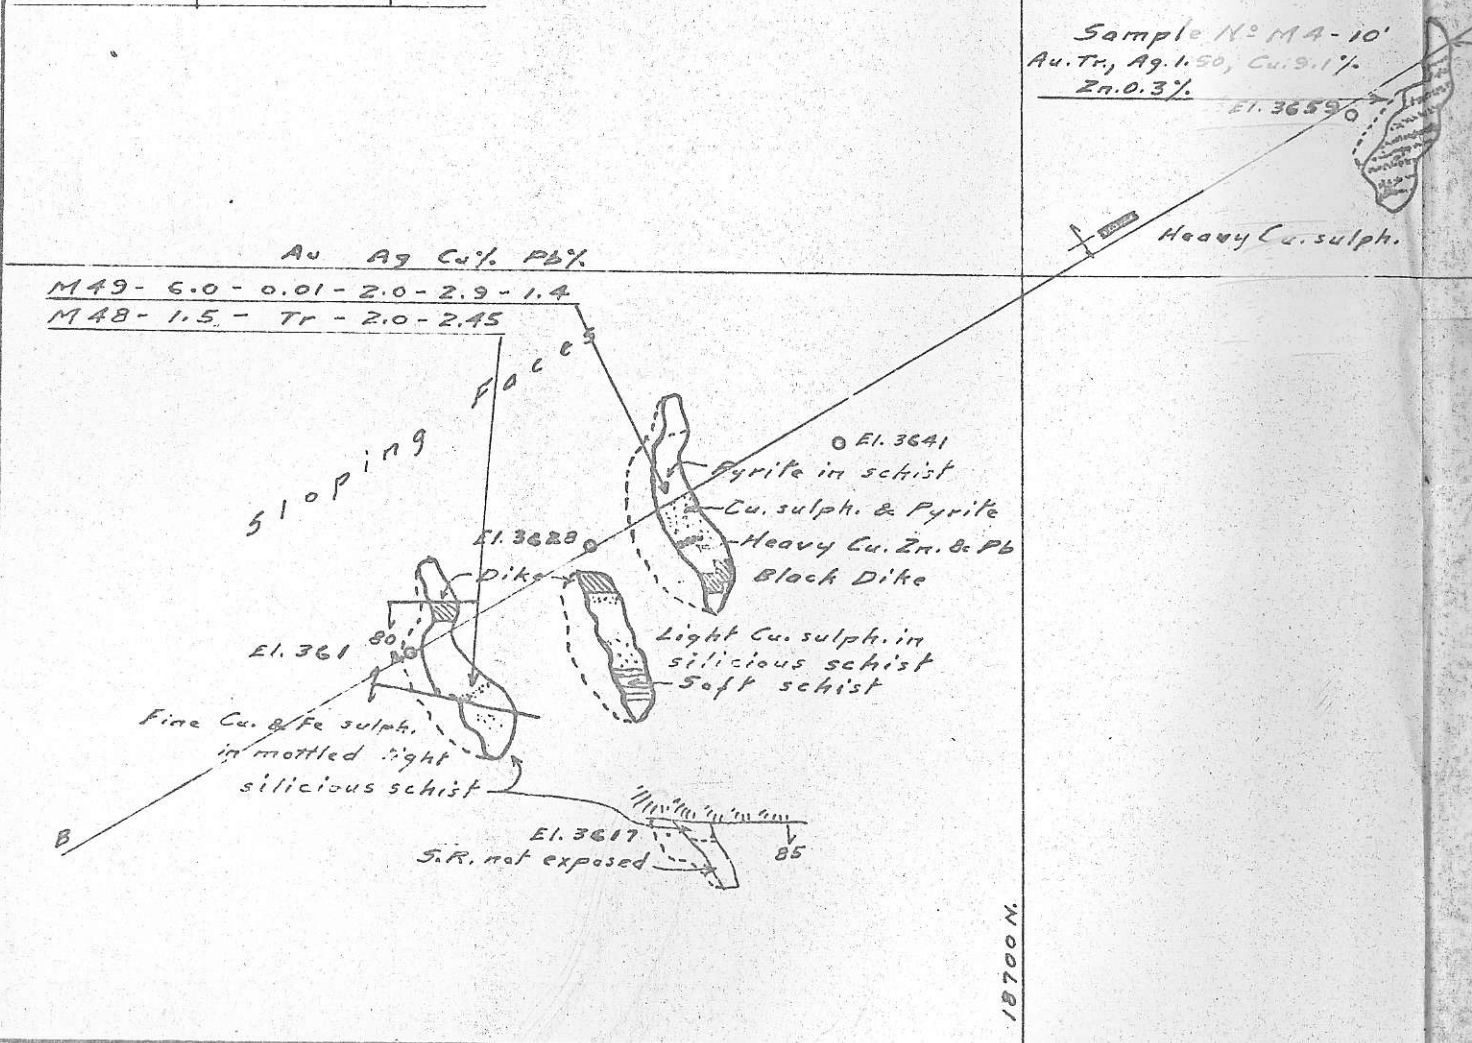 Sample No M4-10'
Au. Tr., Ag. 1.50, Cu. 9.1%
Zn. 0.3%
El. 3659
Heavy Cu. sulph.
Au Ag Cu% Pb%
M49- 6.0 - 0.01 - 2.0 - 2.9 - 1.4
M48- 1.5 - Tr - 2.0 - 2.45
Sloping Faces
El. 3641
Pyrite in schist
Cu. sulph. & Pyrite
Heavy Cu. Zn. & Pb
Black Dike
El. 3628
Dike
80
El. 361
Light Cu. sulph. in
silicious schist
Soft schist
Fine Cu. & Fe sulph.
in mottled light
silicious schist
B
El. 3617
S.R. not exposed
85
18700 N.